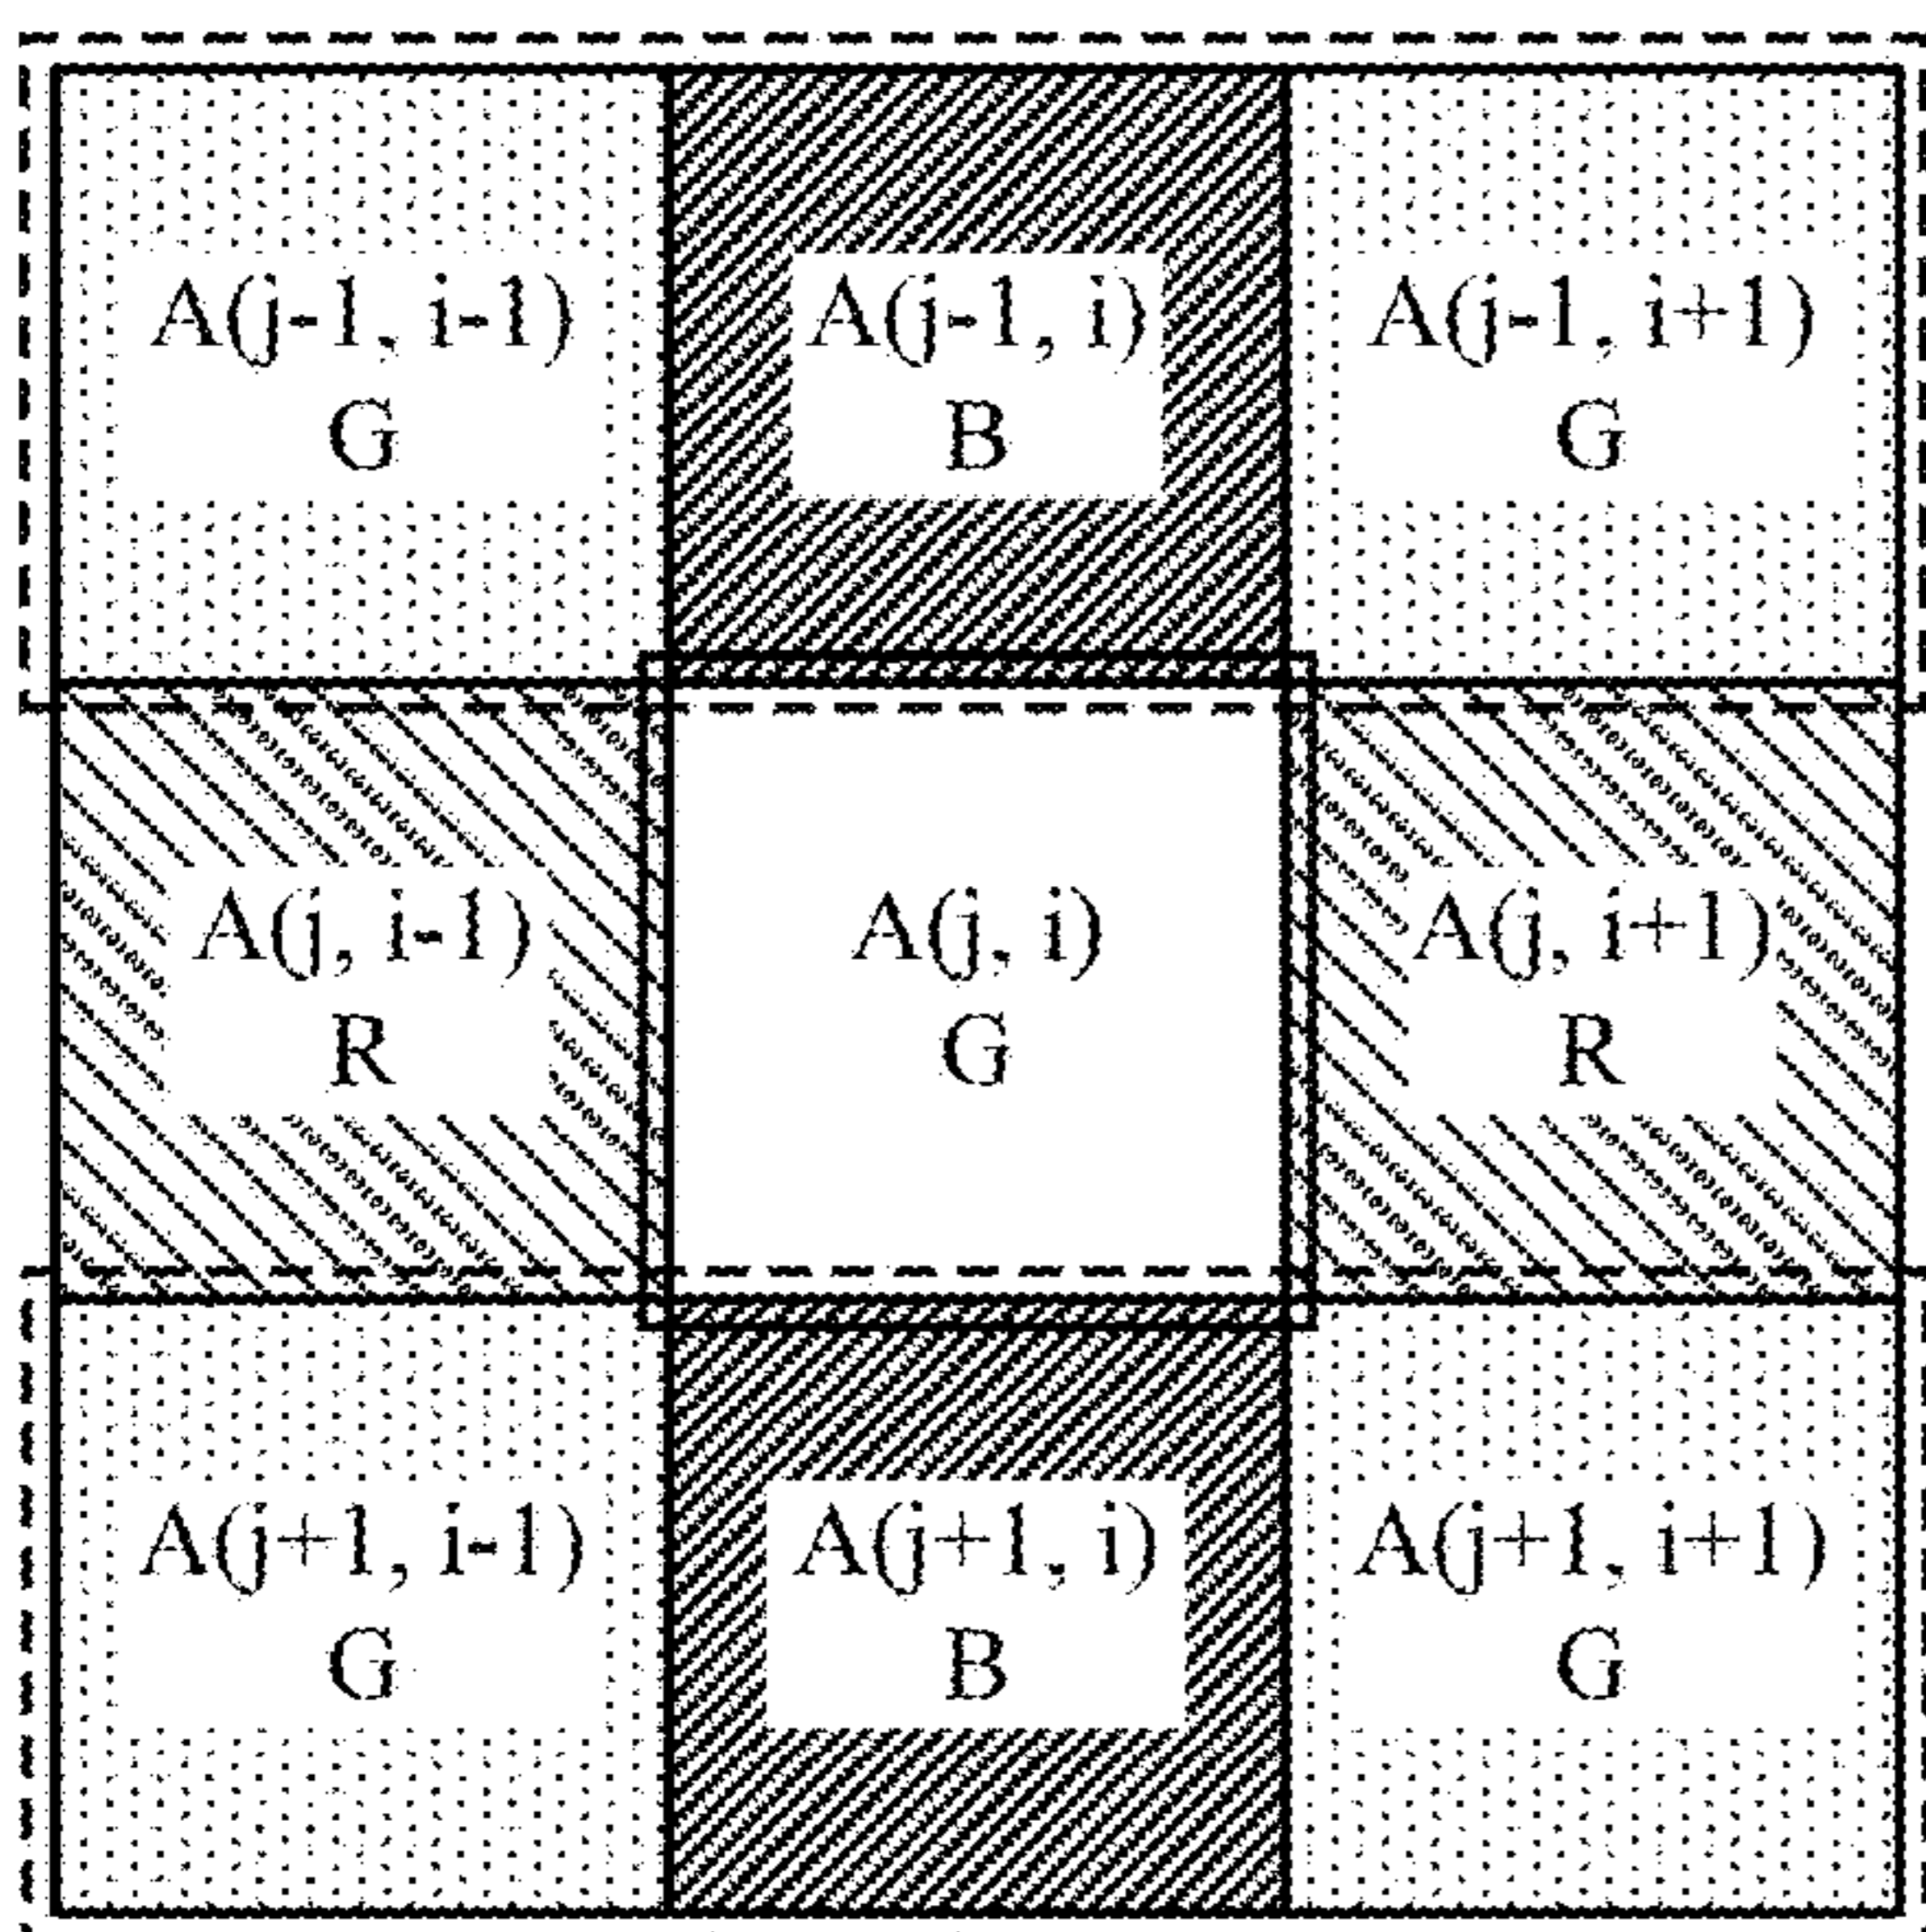 A(j-1, i-1)
G
A(j-1, i)
B
A(j-1, i+1)
G
A(j, i-1)
R
A(j, i)
G
A(j, i+1)
R
A(j+1, i-1)
G
A(j+1, i)
B
A(j+1, i+1)
G